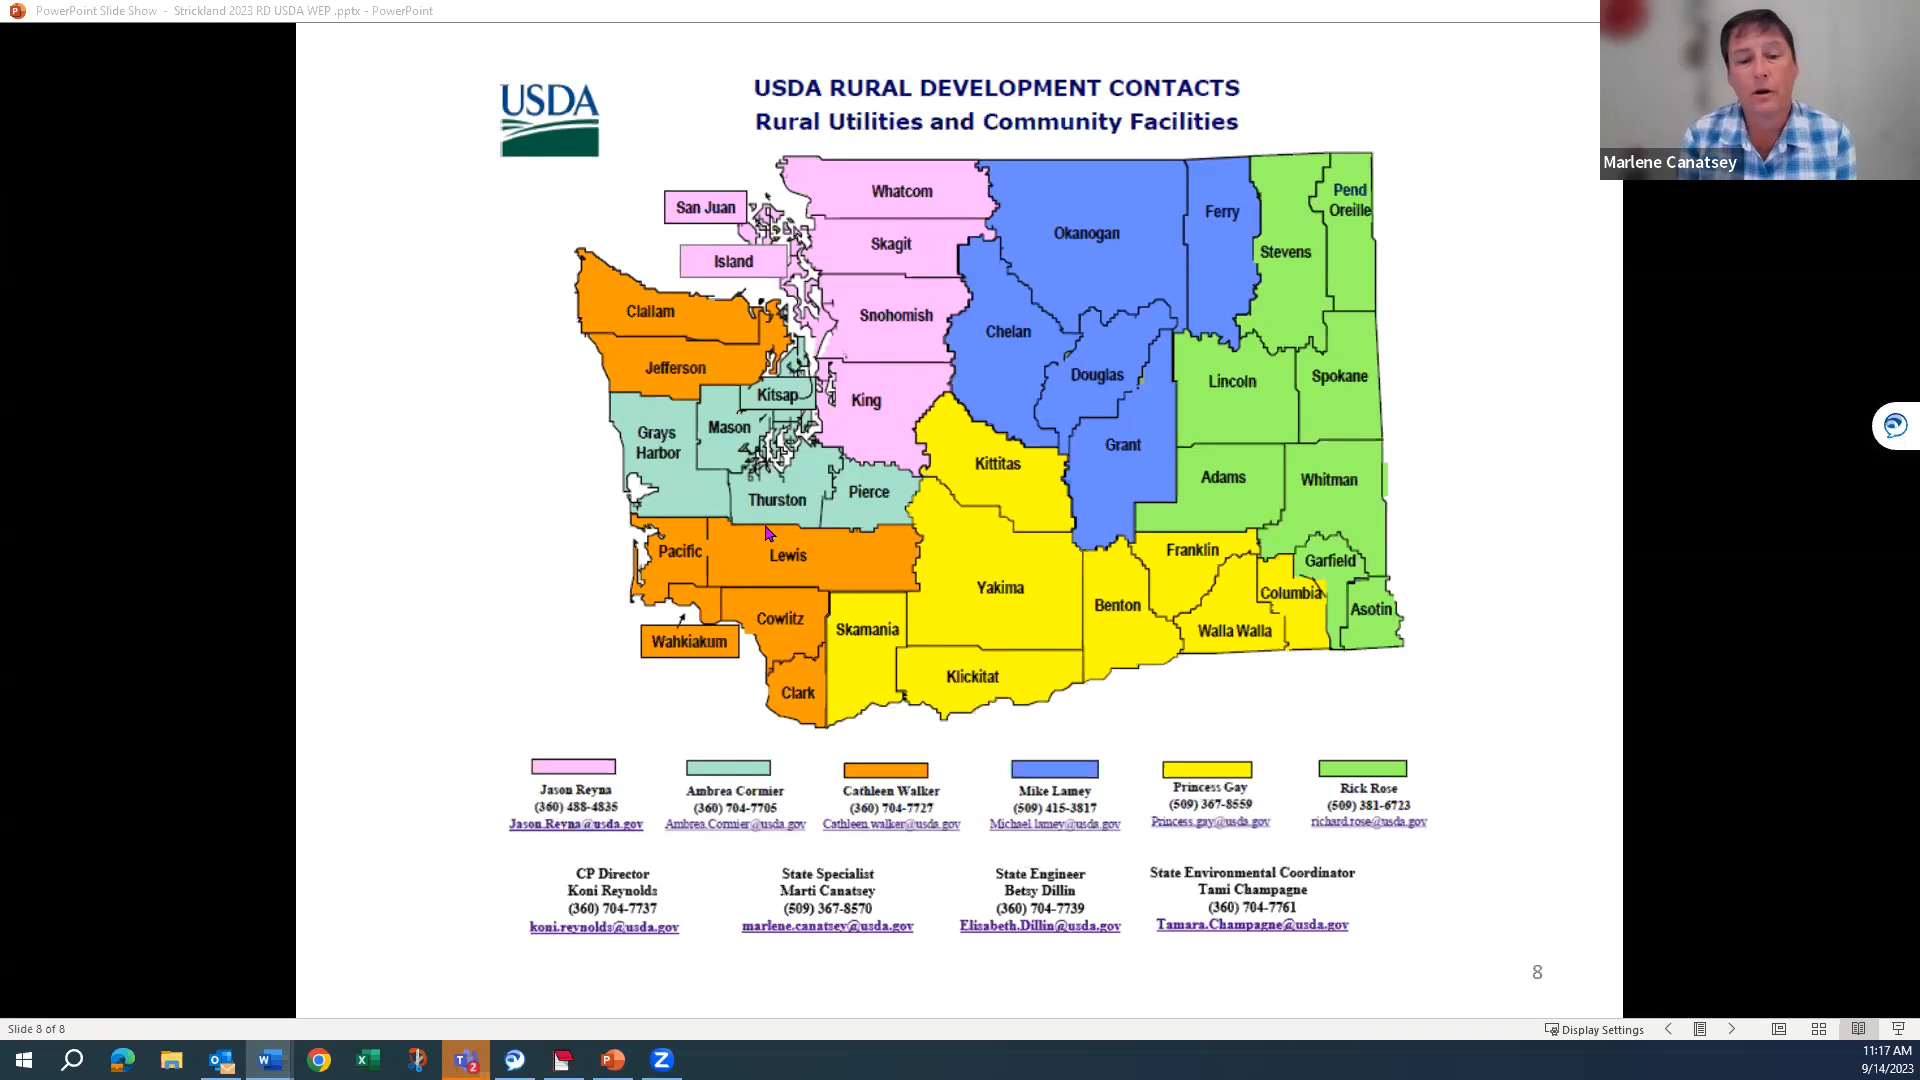 PowerPoint Slide Show - Strickland 2023 RD USDA WEP .pptx - PowerPoint
Marlene Canatsey
USDA
USDA RURAL DEVELOPMENT CONTACTS
Rural Utilities and Community Facilities
San Juan
Whatcom
Island
Skagit
Okanogan
Ferry
Stevens
Pend
Oreille
Clallam
Snohomish
Chelan
Jefferson
Kitsap
King
Douglas
Lincoln
Spokane
Grays
Harbor
Mason
Kittitas
Grant
Adams
Whitman
Thurston
Pierce
Pacific
Lewis
Yakima
Benton
Franklin
Columbia
Garfield
Asotin
Wahkiakum
Cowlitz
Skamania
Walla Walla
Clark
Klickitat
Jason Reyna
(360) 488-4835
Jason.Reyna@usda.gov
Ambrea Cormier
(360) 704-7705
Ambrea.Cormier@usda.gov
Cathleen Walker
(360) 704-7727
Cathleen.walker@usda.gov
Mike Lamey
(509) 415-3817
Michael.lamey@usda.gov
Princess Gay
(509) 367-8559
Princess.gay@usda.gov
Rick Rose
(509) 381-6723
richard.rose@usda.gov
CP Director
Koni Reynolds
(360) 704-7737
koni.reynolds@usda.gov
State Specialist
Marti Canatsey
(509) 367-8570
marlene.canatsey@usda.gov
State Engineer
Betsy Dillin
(360) 704-7739
Elisabeth.Dillin@usda.gov
State Environmental Coordinator
Tami Champagne
(360) 704-7761
Tamara.Champagne@usda.gov
8
Slide 8 of 8
Display Settings
11:17 AM
9/14/2023